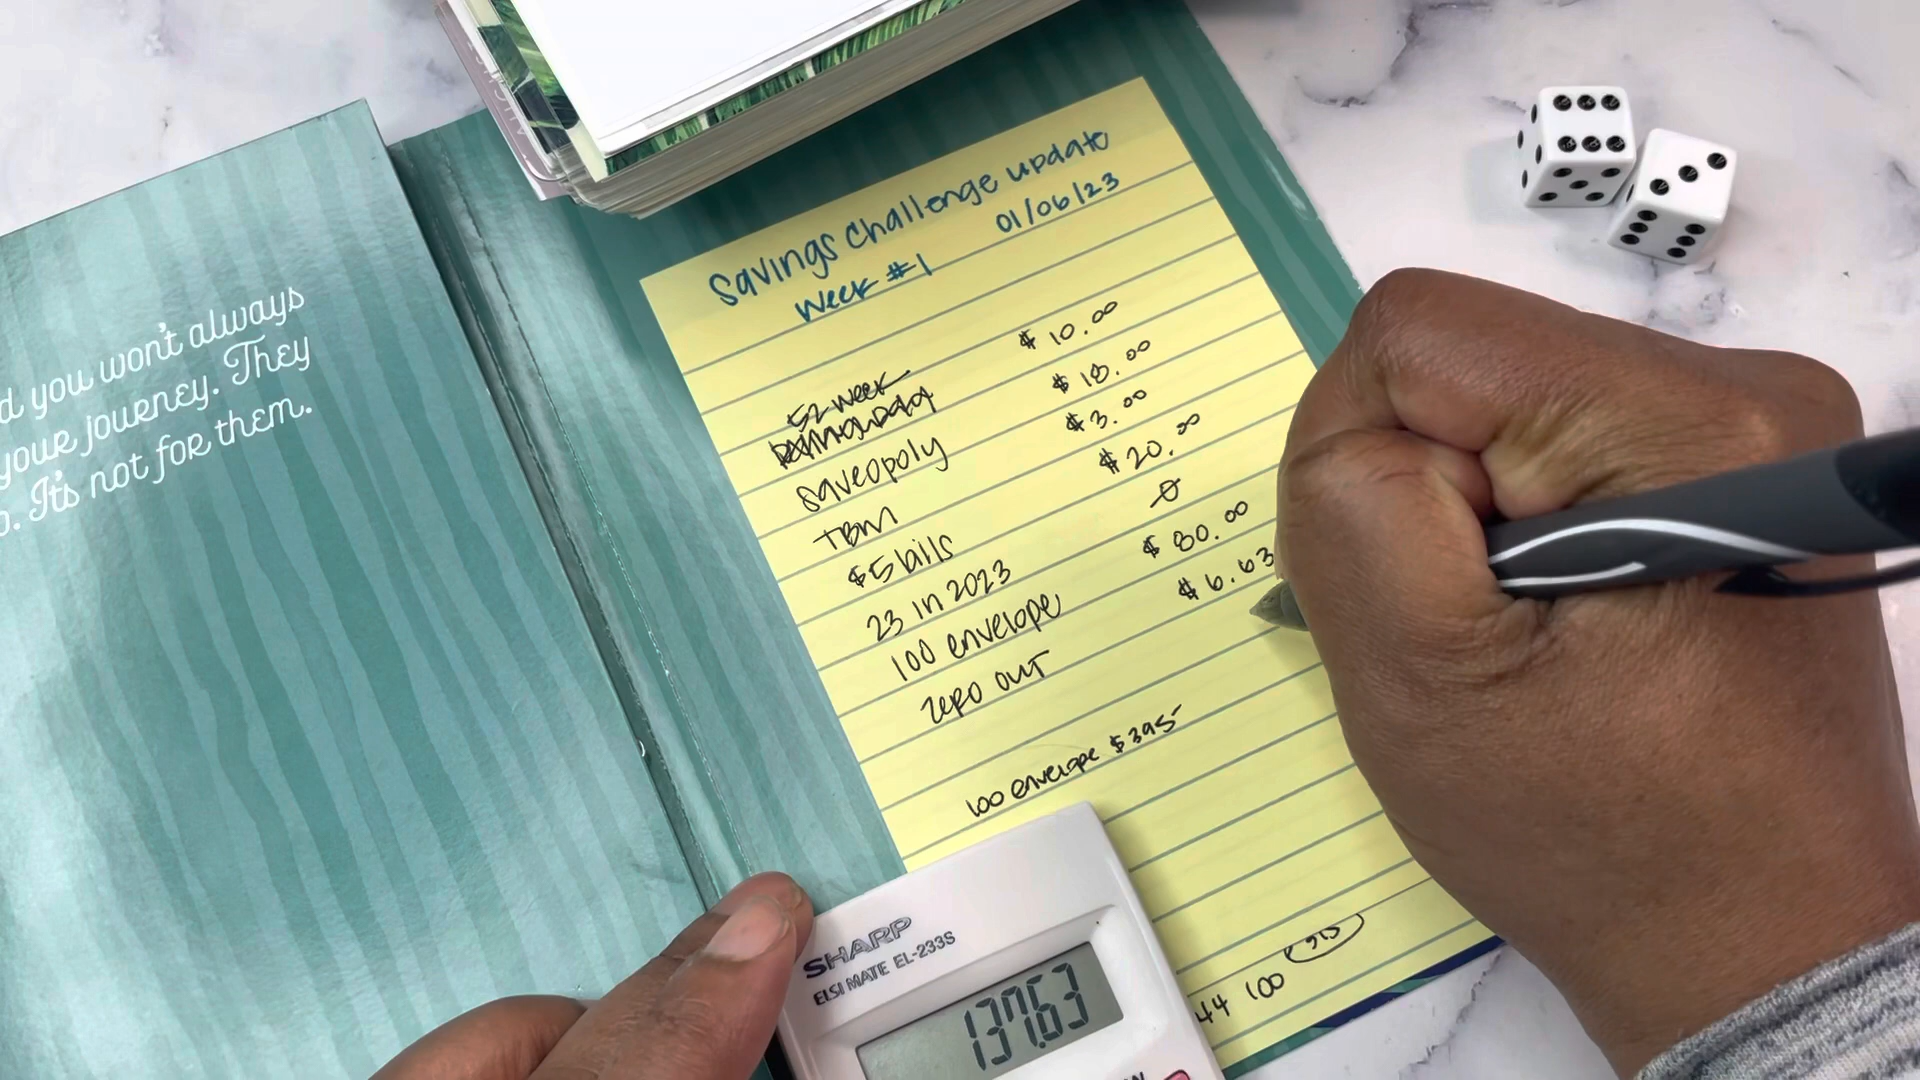 d you won't always
your journey. They
o. It's not for them.
Savings Challenge update
Week #1 01/06/23
52 week $ 10.00
saveopoly $ 18.00
TBM $ 3.00
$5 bills $ 20.00
23 in 2023 0
100 envelope $ 80.00
zero out $ 6.63
100 envelope $395
44 100
SHARP
ELSI MATE EL-233S
137.63